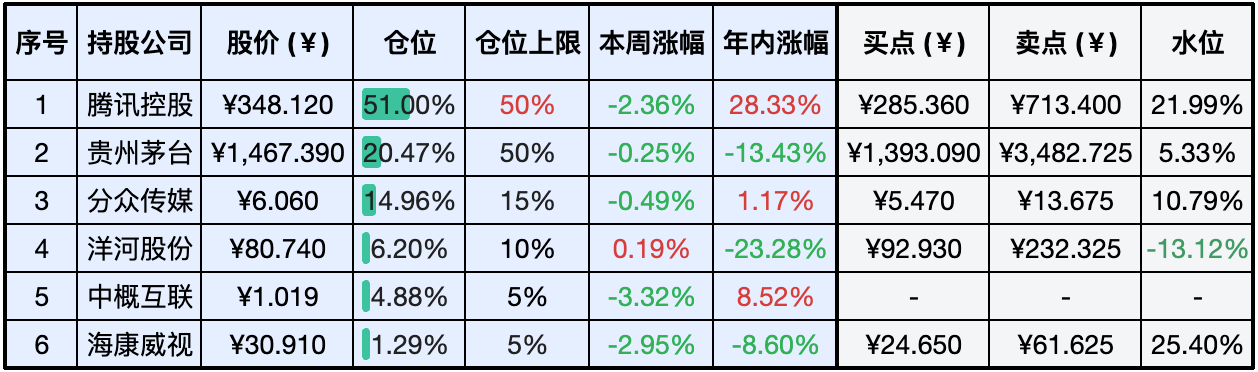 序号 持股公司 股价 (¥) 仓位 仓位上限 本周涨幅 年内涨幅 买点 (¥) 卖点 (¥) 水位
1 腾讯控股 ¥348.120 51.00% 50% -2.36% 28.33% ¥285.360 ¥713.400 21.99%
2 贵州茅台 ¥1,467.390 20.47% 50% -0.25% -13.43% ¥1,393.090 ¥3,482.725 5.33%
3 分众传媒 ¥6.060 14.96% 15% -0.49% 1.17% ¥5.470 ¥13.675 10.79%
4 洋河股份 ¥80.740 6.20% 10% 0.19% -23.28% ¥92.930 ¥232.325 -13.12%
5 中概互联 ¥1.019 4.88% 5% -3.32% 8.52% - - -
6 海康威视 ¥30.910 1.29% 5% -2.95% -8.60% ¥24.650 ¥61.625 25.40%